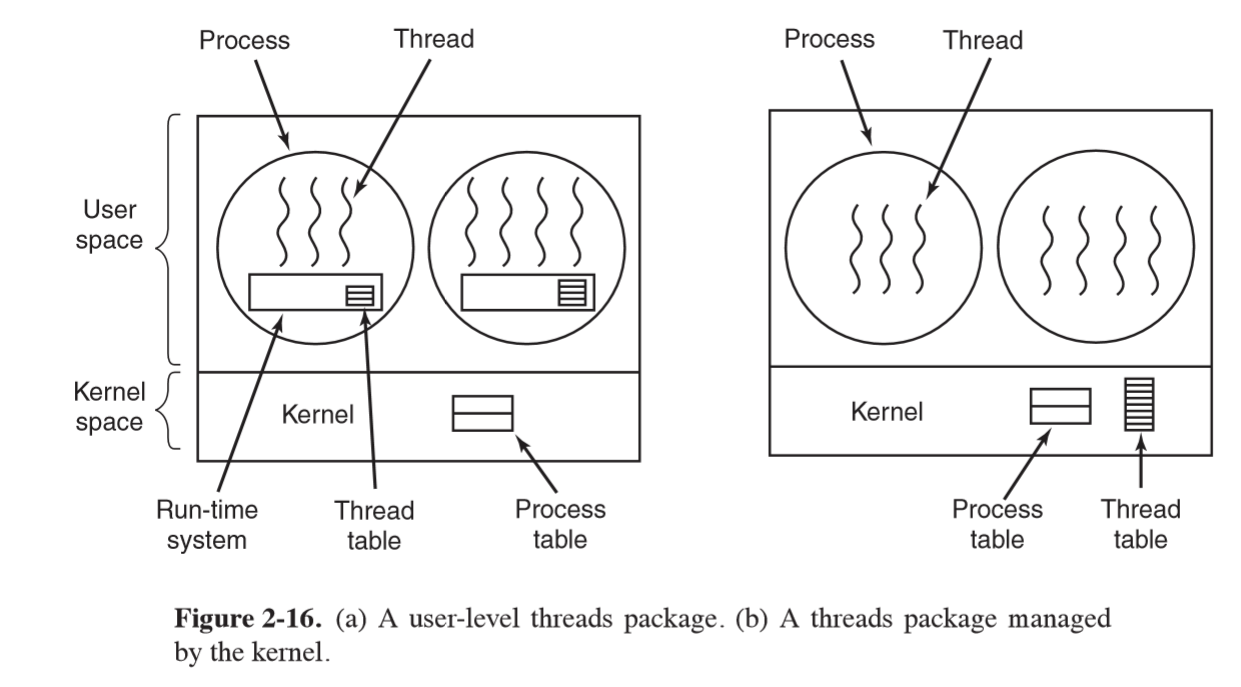 Process
Thread
Process
Thread
User
space
Kernel
space
Kernel
Kernel
Run-time
system
Thread
table
Process
table
Process
table
Thread
table
Figure 2-16. (a) A user-level threads package. (b) A threads package managed
by the kernel.